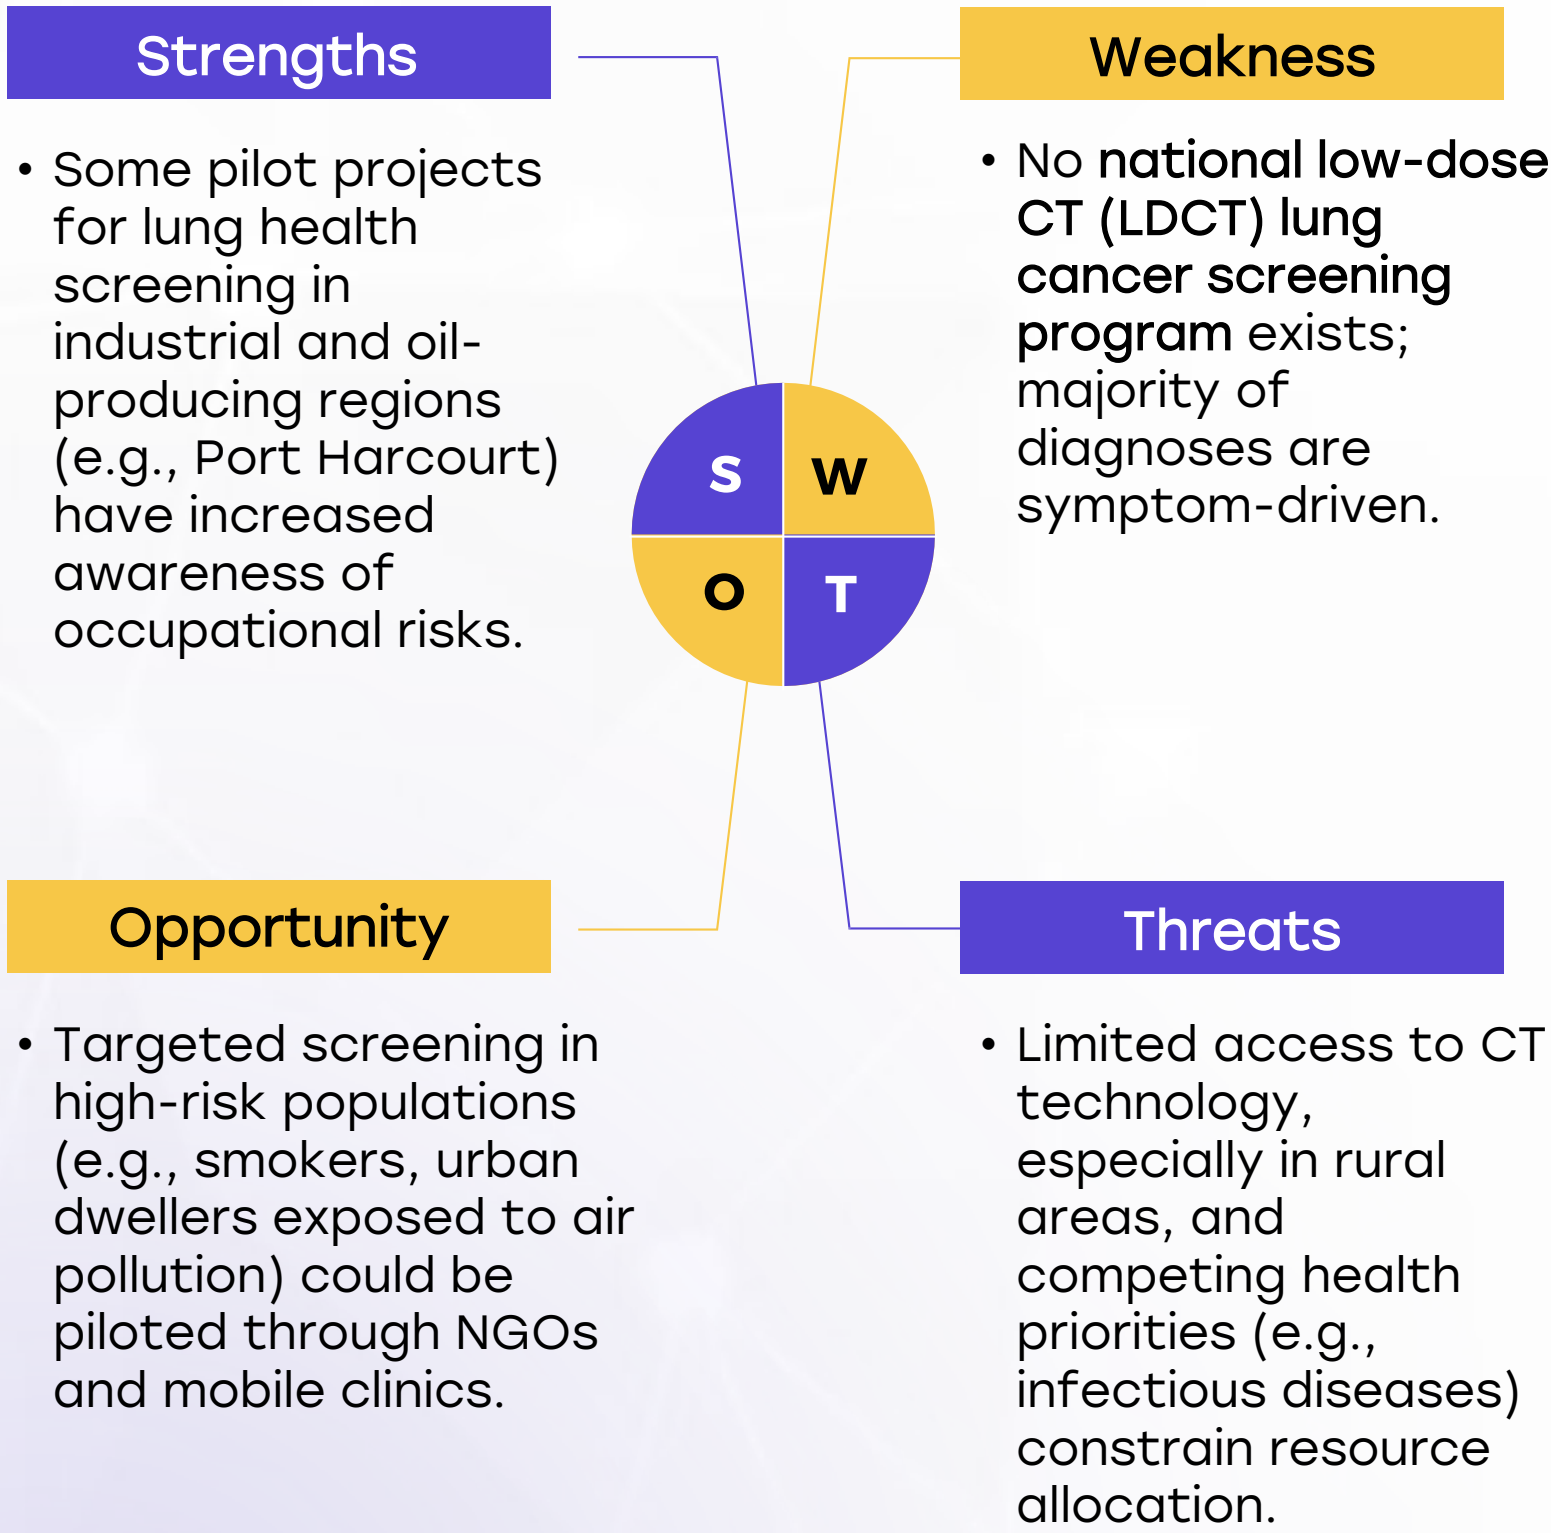 Strengths
• Some pilot projects
for lung health
screening in
industrial and oil-
producing regions
(e.g., Port Harcourt)
have increased
awareness of
occupational risks.
Weakness
• No national low-dose
CT (LDCT) lung
cancer screening
program exists;
majority of
diagnoses are
symptom-driven.
S
W
O
T
Opportunity
• Targeted screening in
high-risk populations
(e.g., smokers, urban
dwellers exposed to air
pollution) could be
piloted through NGOs
and mobile clinics.
Threats
• Limited access to CT
technology,
especially in rural
areas, and
competing health
priorities (e.g.,
infectious diseases)
constrain resource
allocation.